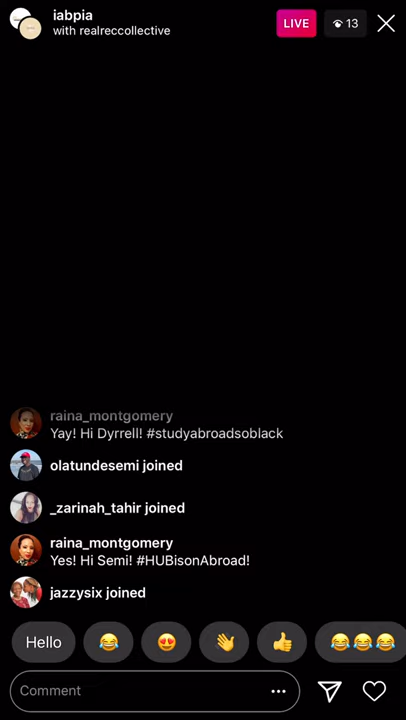 iabpia
with realreccollective
LIVE
13
raina_montgomery
Yay! Hi Dyrrell! #studyabroadsoblack
olatundesemi joined
_zarinah_tahir joined
raina_montgomery
Yes! Hi Semi! #HUBisonAbroad!
jazzysix joined
Hello 😂 😍 👋 👍 😂😂😂
Comment